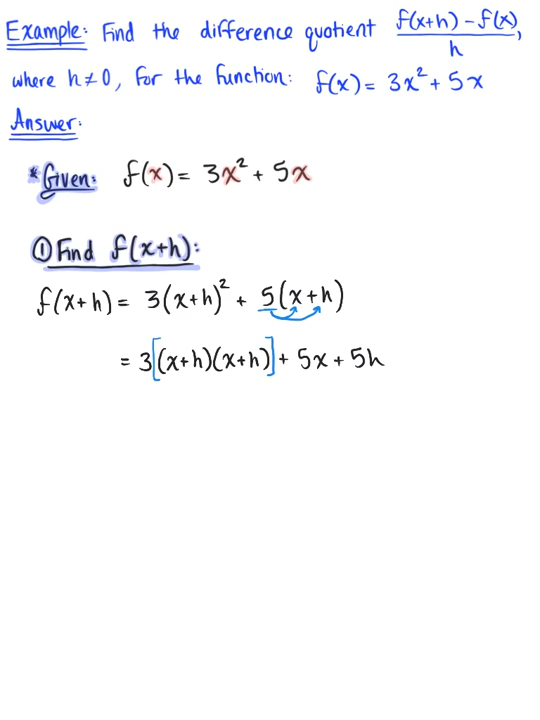 Example: Find the difference quotient f(x+h) - f(x) / h,
where h ≠ 0, for the function: f(x) = 3x² + 5x
Answer:
*Given: f(x) = 3x² + 5x
① Find f(x+h):
f(x+h) = 3(x+h)² + 5(x+h)
= 3[(x+h)(x+h)] + 5x + 5h